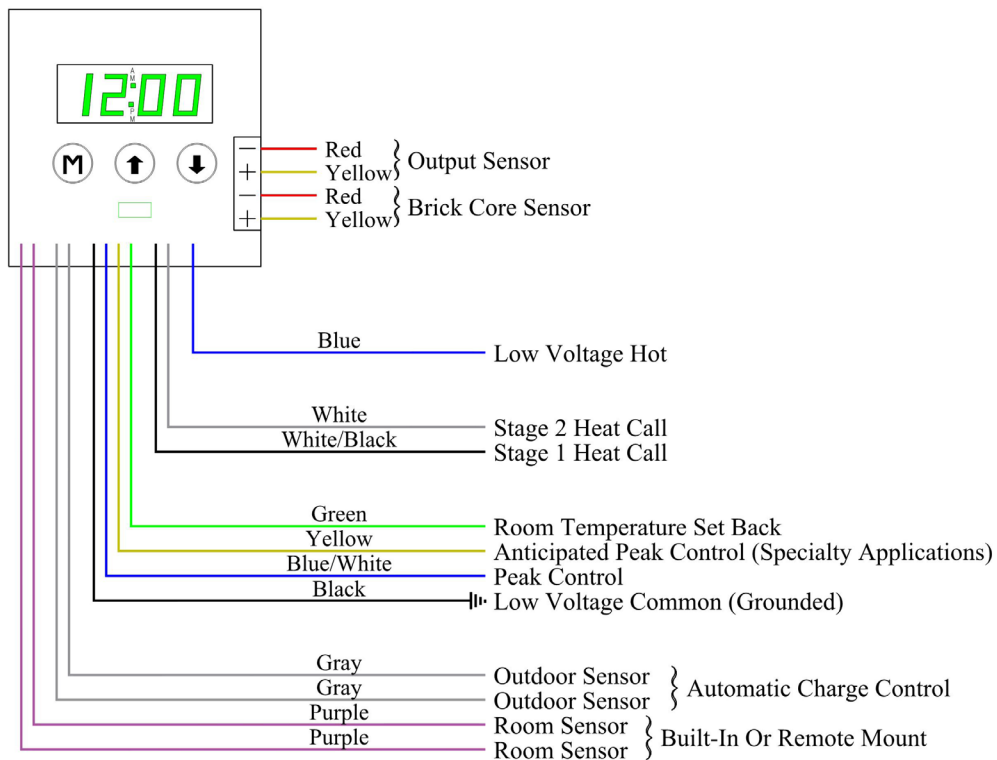 AM
12:00
PM
M
− Red
+ Yellow
Output Sensor
− Red
+ Yellow
Brick Core Sensor
Blue Low Voltage Hot
White Stage 2 Heat Call
White/Black Stage 1 Heat Call
Green Room Temperature Set Back
Yellow Anticipated Peak Control (Specialty Applications)
Blue/White Peak Control
Black Low Voltage Common (Grounded)
Gray Outdoor Sensor
Gray Outdoor Sensor
Automatic Charge Control
Purple Room Sensor
Purple Room Sensor
Built-In Or Remote Mount